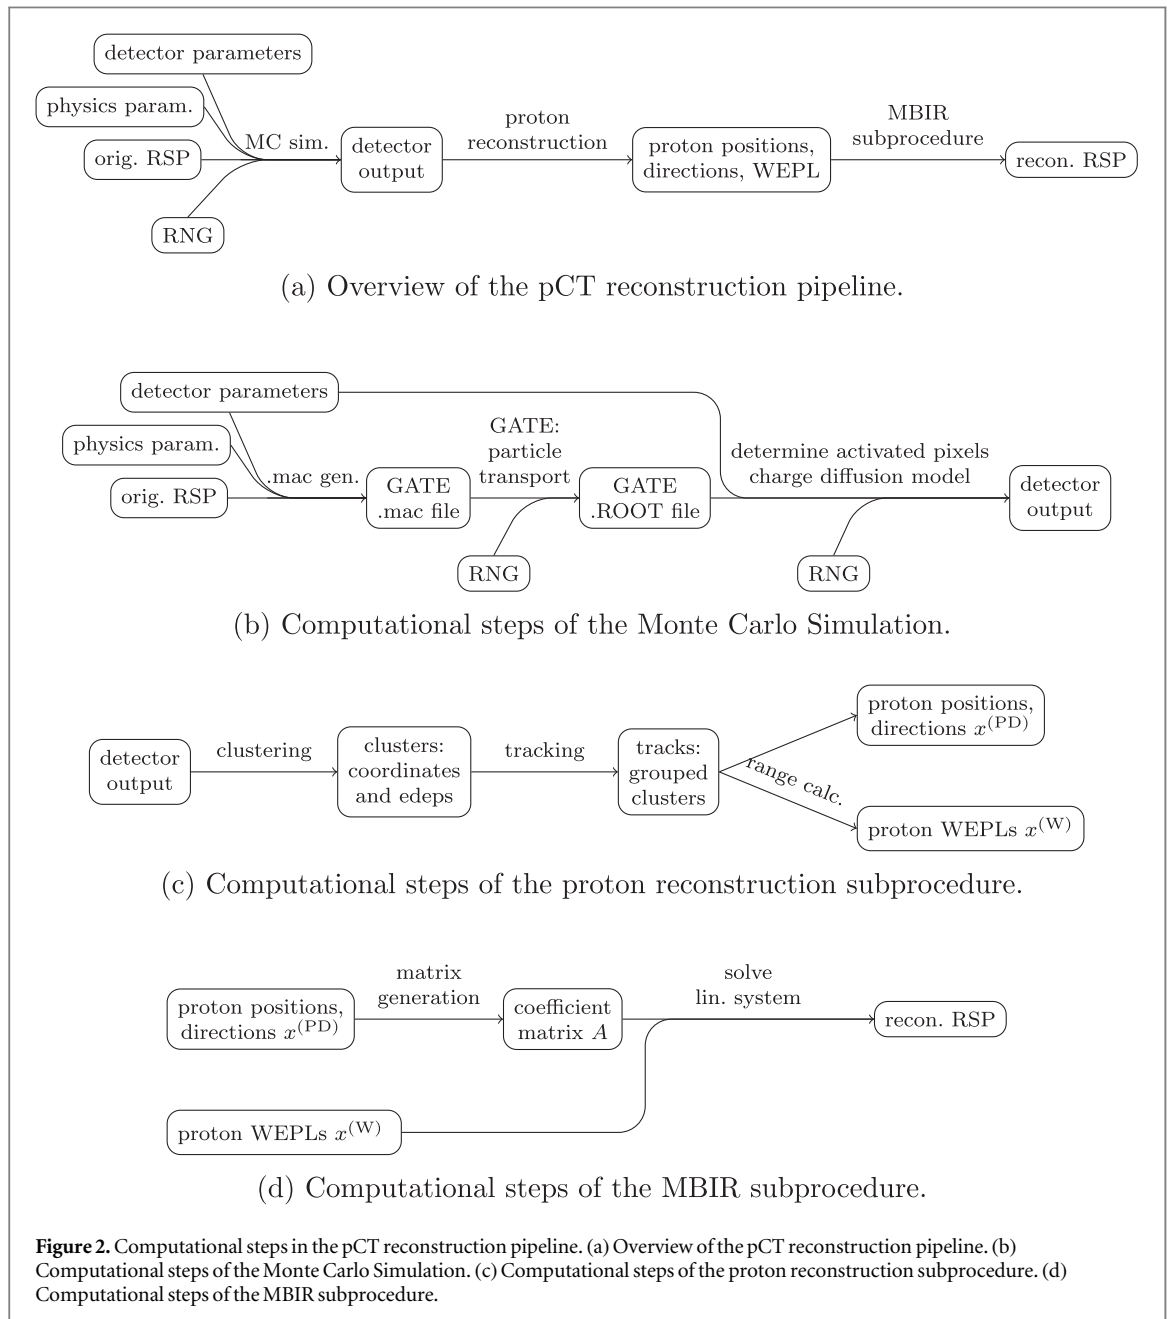 detector parameters
physics param.
orig. RSP
RNG
MC sim.
detector
output
proton
reconstruction
proton positions,
directions, WEPL
MBIR
subprocedure
recon. RSP
(a) Overview of the pCT reconstruction pipeline.
detector parameters
physics param.
orig. RSP
.mac gen.
GATE
.mac file
GATE:
particle
transport
RNG
GATE
.ROOT file
determine activated pixels
charge diffusion model
RNG
detector
output
(b) Computational steps of the Monte Carlo Simulation.
detector
output
clustering
clusters:
coordinates
and edeps
tracking
tracks:
grouped
clusters
range calc.
proton positions,
directions x^(PD)
proton WEPLs x^(W)
(c) Computational steps of the proton reconstruction subprocedure.
proton positions,
directions x^(PD)
matrix
generation
coefficient
matrix A
solve
lin. system
recon. RSP
proton WEPLs x^(W)
(d) Computational steps of the MBIR subprocedure.
Figure 2. Computational steps in the pCT reconstruction pipeline. (a) Overview of the pCT reconstruction pipeline. (b)
Computational steps of the Monte Carlo Simulation. (c) Computational steps of the proton reconstruction subprocedure. (d)
Computational steps of the MBIR subprocedure.